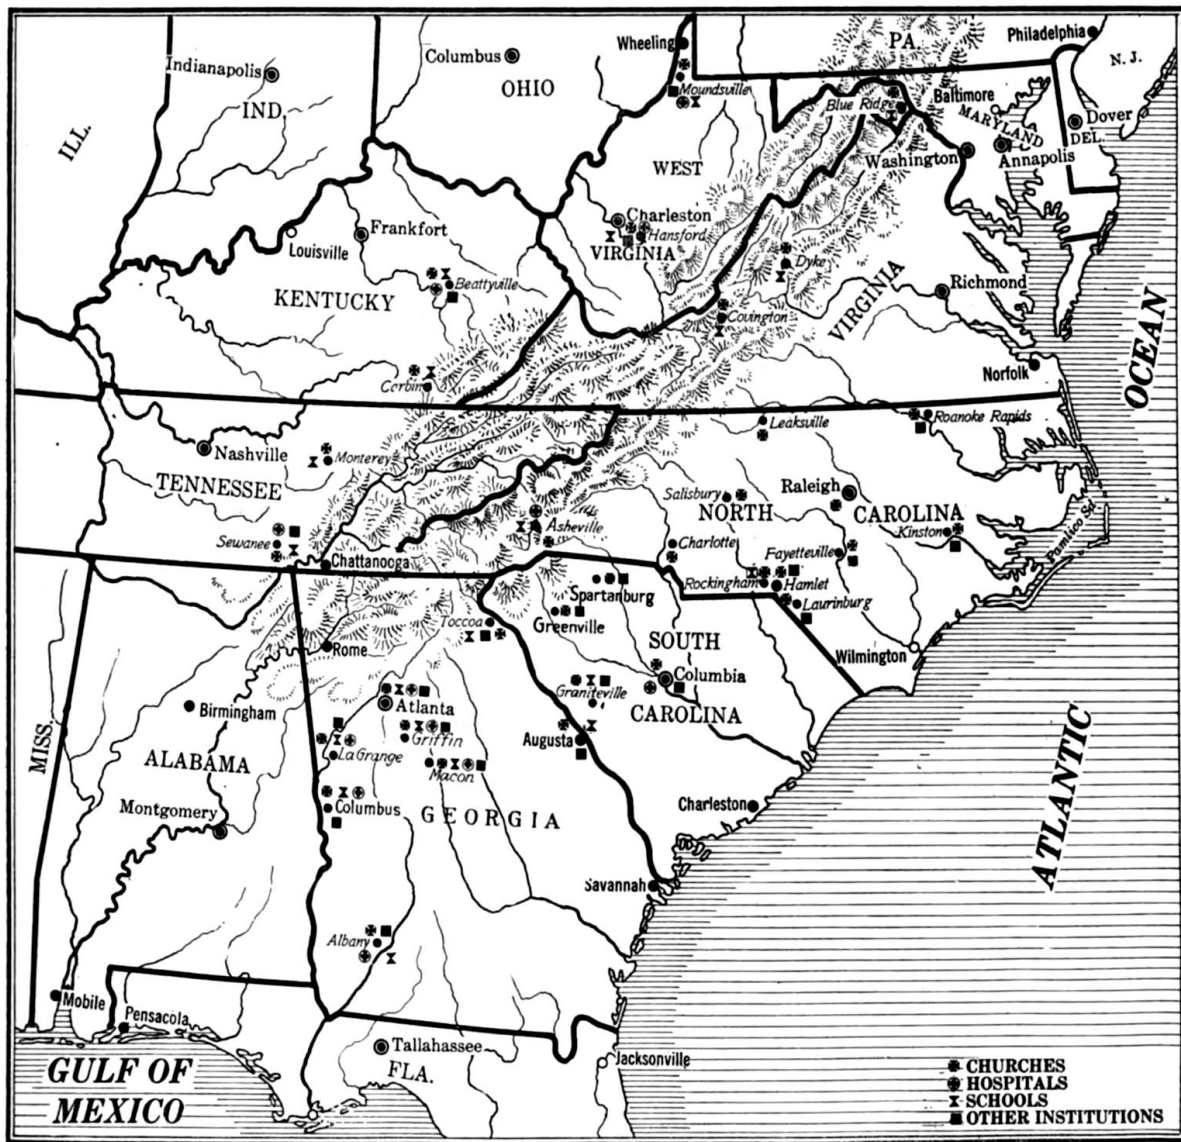 Philadelphia
Wheeling
PA.
Columbus
N. J.
Indianapolis
OHIO
Moundsville
Blue Ridge
Baltimore
IND.
MARYLAND
Dover
DEL.
ILL.
Washington
Annapolis
WEST
VIRGINIA
Charleston
Hansford
Frankfort
Louisville
Dyke
Beattyville
Richmond
KENTUCKY
VIRGINIA
Covington
OCEAN
Norfolk
Corbin
Leaksville
Roanoke Rapids
Nashville
Monterey
TENNESSEE
Salisbury
Raleigh
NORTH
CAROLINA
Asheville
Kinston
Pamlico Sd.
Sewanee
Charlotte
Fayetteville
Chattanooga
Rockingham
Hamlet
Spartanburg
Laurinburg
Greenville
Toccoa
SOUTH
CAROLINA
Rome
Wilmington
Columbia
Graniteville
Atlanta
Birmingham
Griffin
Augusta
MISS.
ALABAMA
LaGrange
Macon
ATLANTIC
Montgomery
Columbus
GEORGIA
Charleston
Savannah
Albany
Mobile
Pensacola
Tallahassee
Jacksonville
FLA.
GULF OF
MEXICO
CHURCHES
HOSPITALS
SCHOOLS
OTHER INSTITUTIONS